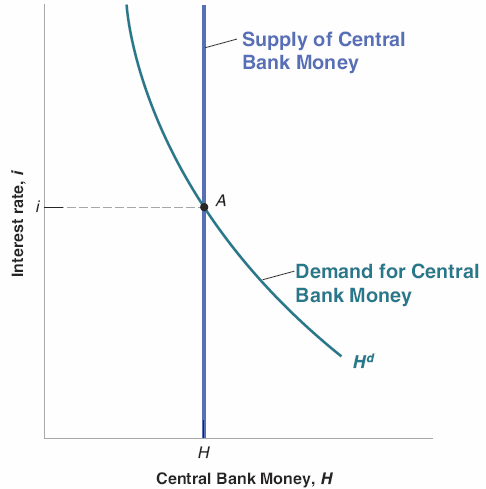 Supply of Central
Bank Money
A
i
Interest rate, i
Demand for Central
Bank Money
Hᵈ
H
Central Bank Money, H